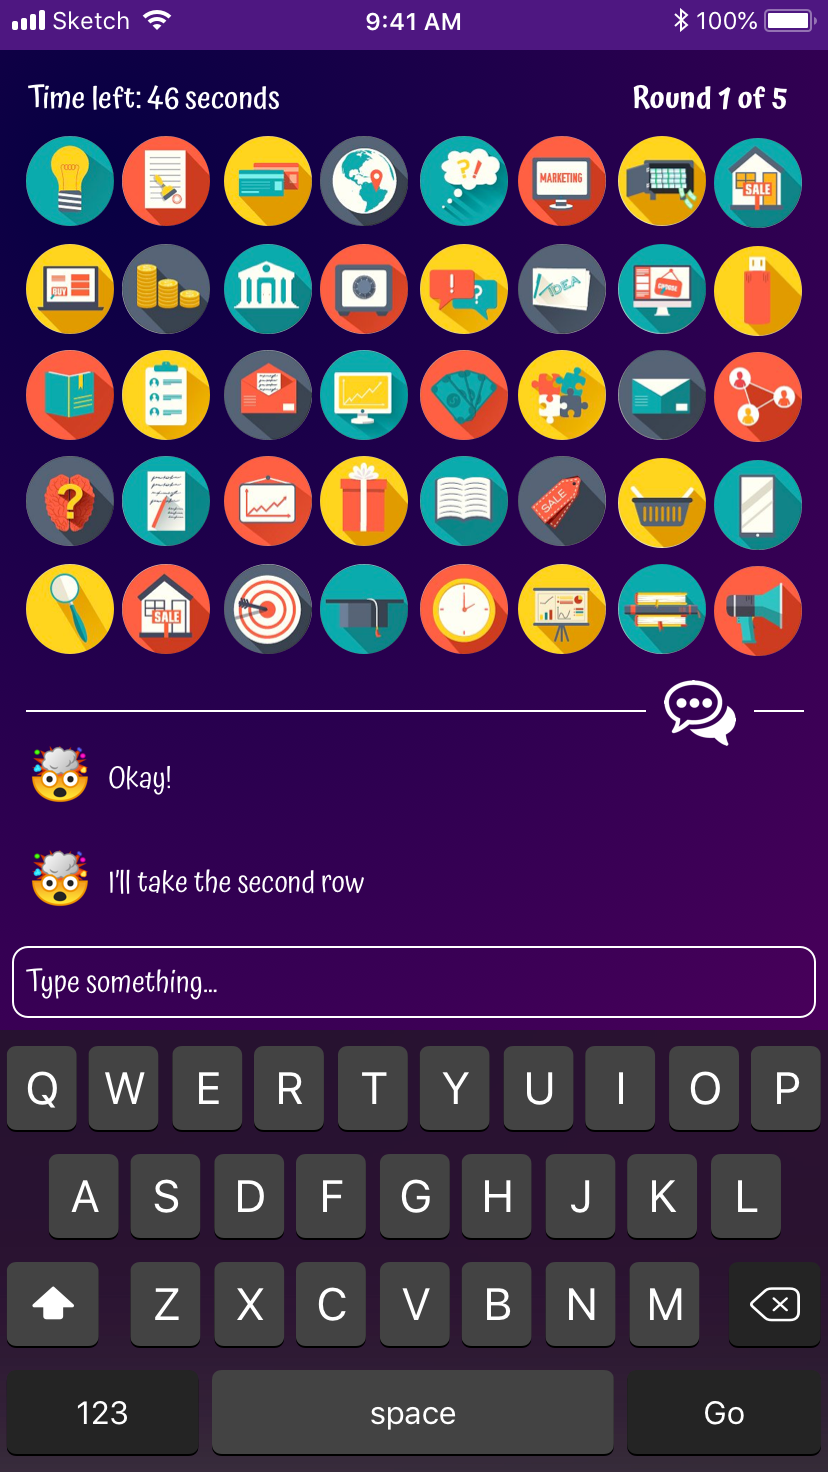 Sketch 9:41 AM 100%
Time left: 46 seconds Round 1 of 5
?! MARKETING SALE
BUY ! ? IDEA
? SALE
SALE
Okay!
I'll take the second row
Type something...
Q W E R T Y U I O P
A S D F G H J K L
Z X C V B N M
123 space Go